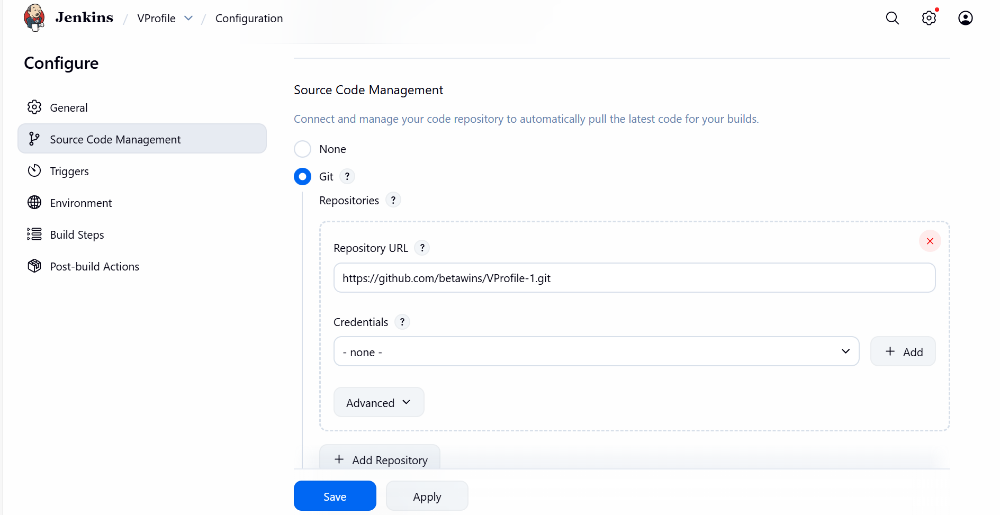 Jenkins / VProfile / Configuration
Configure
General
Source Code Management
Triggers
Environment
Build Steps
Post-build Actions
Source Code Management
Connect and manage your code repository to automatically pull the latest code for your builds.
None
Git ?
Repositories ?
Repository URL ?
https://github.com/betawins/VProfile-1.git
Credentials ?
- none -
+ Add
Advanced
+ Add Repository
Save
Apply